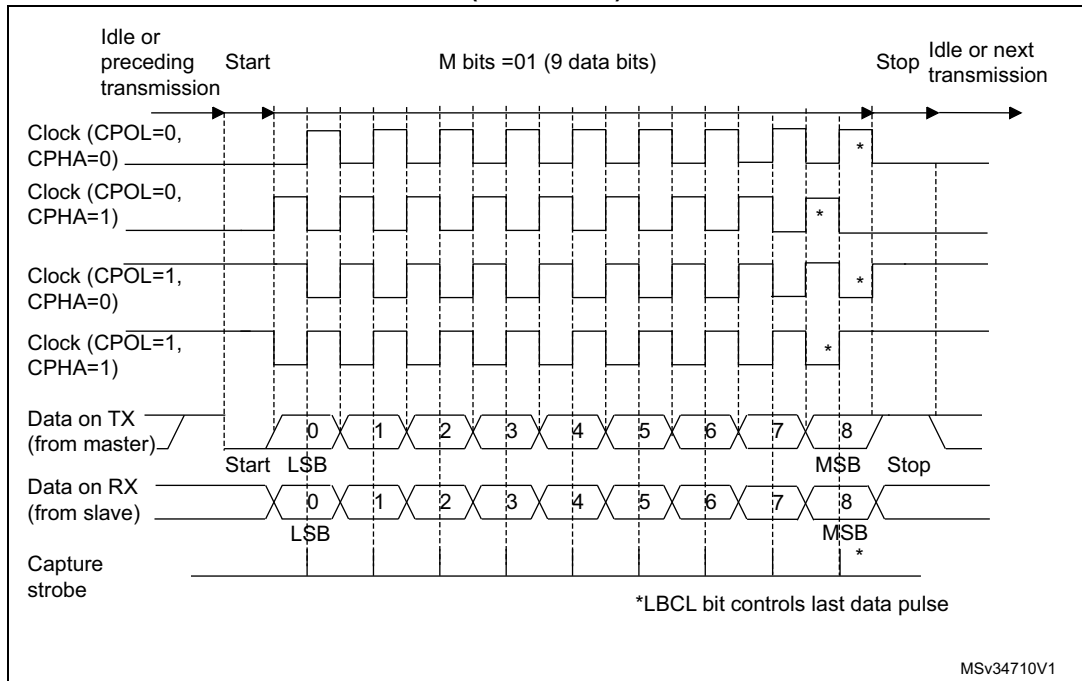 Idle or
preceding
transmission
Start
M bits =01 (9 data bits)
Stop
Idle or next
transmission
Clock (CPOL=0,
CPHA=0)
*
Clock (CPOL=0,
CPHA=1)
*
Clock (CPOL=1,
CPHA=0)
*
Clock (CPOL=1,
CPHA=1)
*
Data on TX
(from master)
0 1 2 3 4 5 6 7 8
Start LSB MSB Stop
Data on RX
(from slave)
0 1 2 3 4 5 6 7 8
LSB MSB
Capture
strobe
*
*LBCL bit controls last data pulse
MSv34710V1